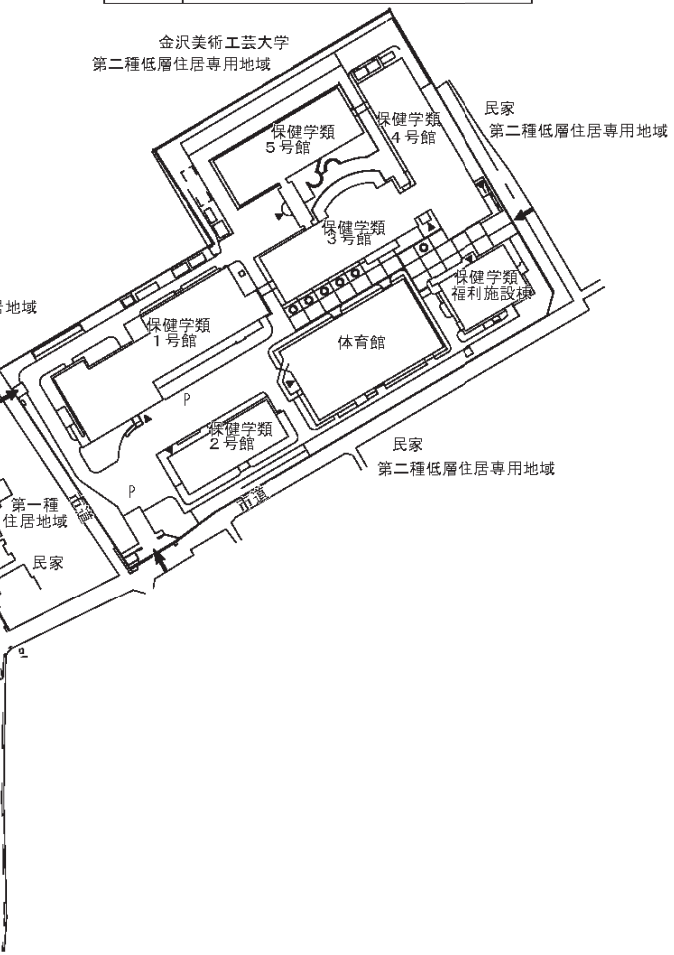 金沢美術工芸大学
第二種低層住居専用地域
民家
第二種低層住居専用地域
保健学類
5号館
保健学類
4号館
保健学類
3号館
保健学類
福利施設棟
居地域
保健学類
1号館
体育館
P
保健学類
2号館
民家
第二種低層住居専用地域
P
市道
市道
第一種
住居地域
民家